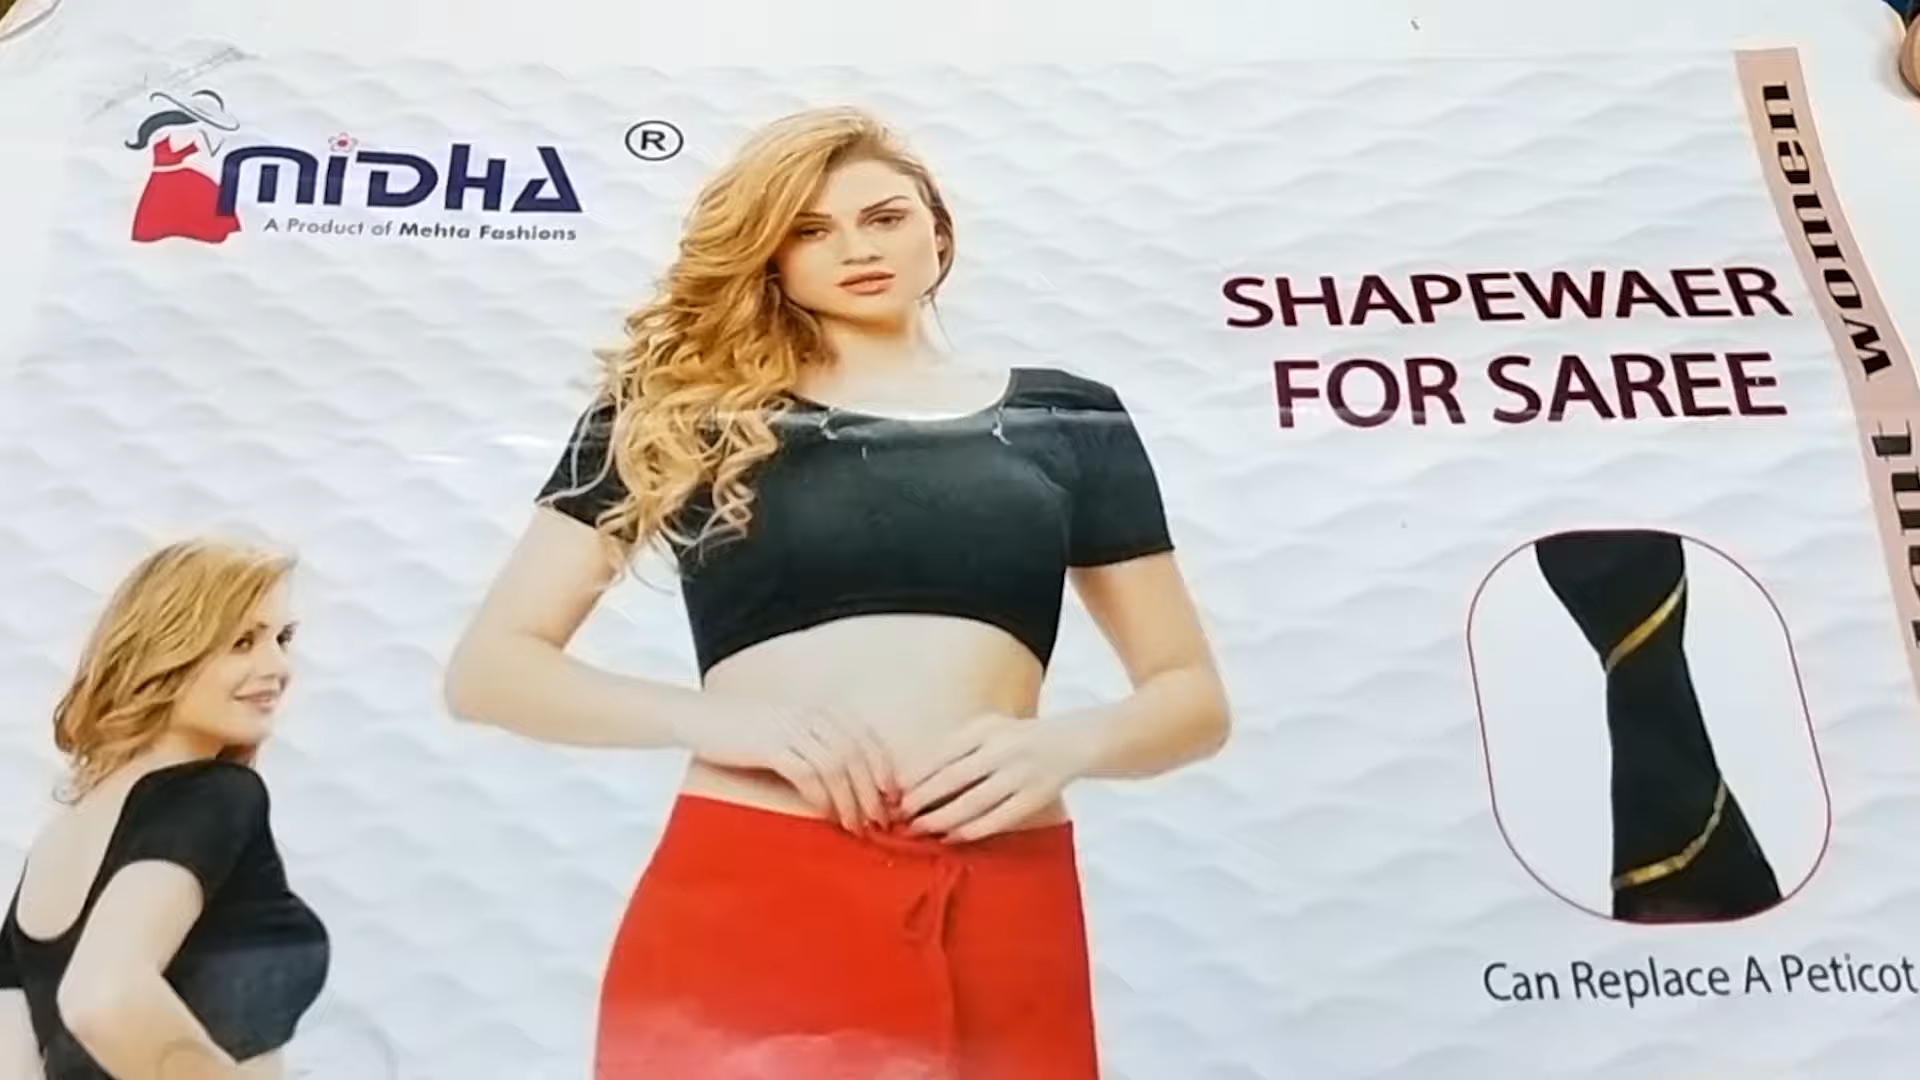 MIDHA ®
A Product of Mehta Fashions
SHAPEWAER
FOR SAREE
women
Can Replace A Peticot